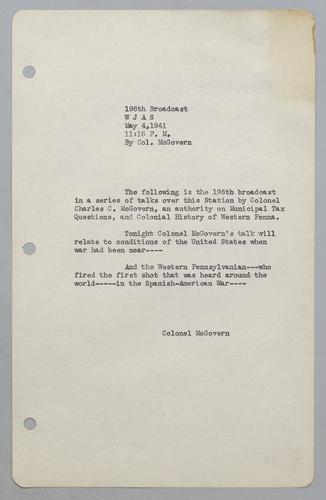 196th Broadcast
W J A S
May 4,1941
11:15 P. M.
By Col. McGovern
The following is the 196th broadcast
in a series of talks over this Station by Colonel
Charles C. McGovern, an authority on Municipal Tax
Questions, and Colonial History of Western Penna.
Tonight Colonel McGovern's talk will
relate to conditions of the United States when
war had been near----
And the Western Pennsylvanian---who
fired the first shot that was heard around the
world-----in the Spanish-American War----
Colonel McGovern